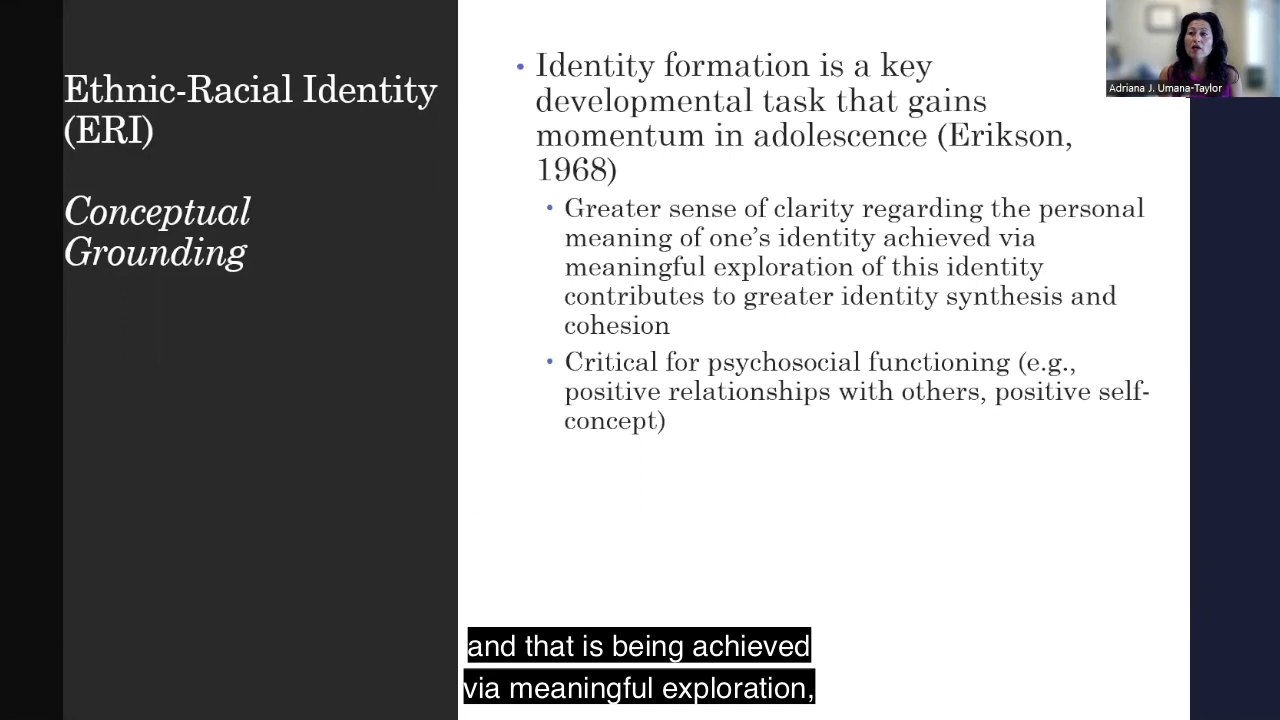 Ethnic-Racial Identity
(ERI)
Conceptual
Grounding
• Identity formation is a key
developmental task that gains
momentum in adolescence (Erikson,
1968)
• Greater sense of clarity regarding the personal
meaning of one's identity achieved via
meaningful exploration of this identity
contributes to greater identity synthesis and
cohesion
• Critical for psychosocial functioning (e.g.,
positive relationships with others, positive self-
concept)
Adriana J. Umana-Taylor
and that is being achieved
via meaningful exploration,